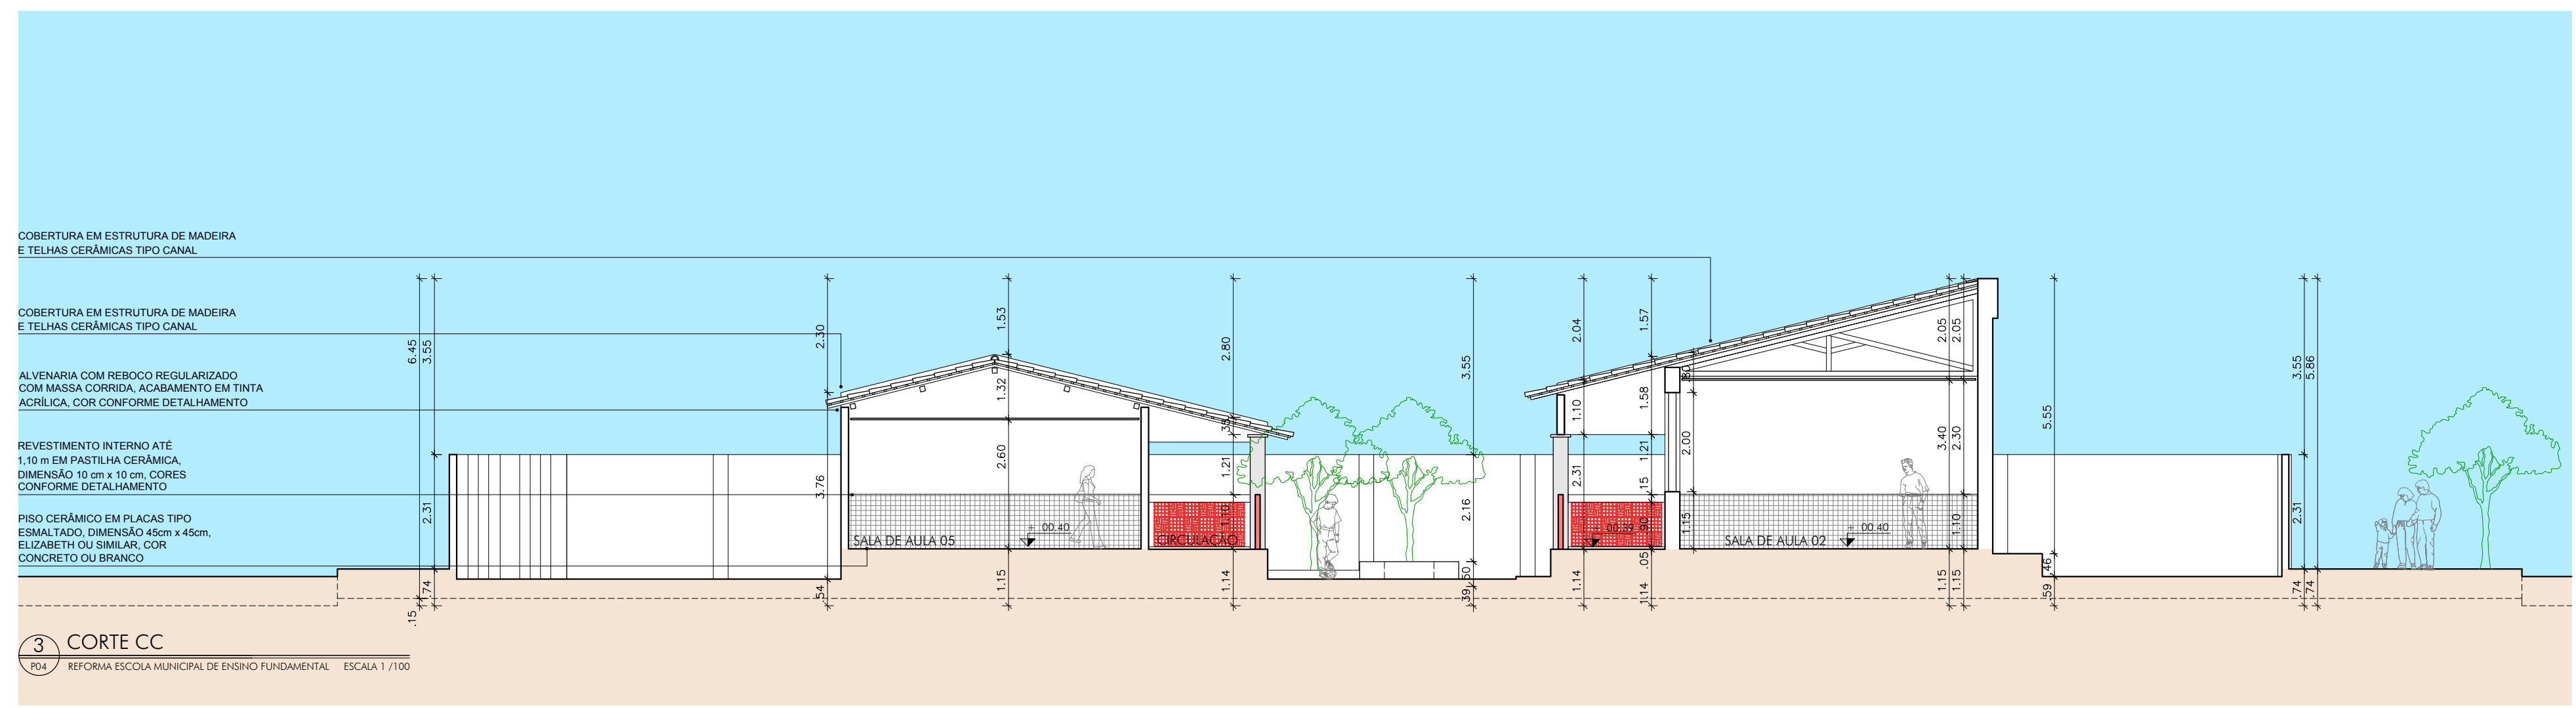 COBERTURA EM ESTRUTURA DE MADEIRA
E TELHAS CERÂMICAS TIPO CANAL
COBERTURA EM ESTRUTURA DE MADEIRA
E TELHAS CERÂMICAS TIPO CANAL
ALVENARIA COM REBOCO REGULARIZADO
COM MASSA CORRIDA, ACABAMENTO EM TINTA
ACRÍLICA, COR CONFORME DETALHAMENTO
REVESTIMENTO INTERNO ATÉ
1,10 m EM PASTILHA CERÂMICA,
DIMENSÃO 10 cm x 10 cm, CORES
CONFORME DETALHAMENTO
PISO CERÂMICO EM PLACAS TIPO
ESMALTADO, DIMENSÃO 45cm x 45cm,
ELIZABETH OU SIMILAR, COR
CONCRETO OU BRANCO
6.45
.15
3.55
2.31
.74
2.30
3.76
.54
1.53
1.32
2.60
1.15
SALA DE AULA 05
+ 00.40
2.80
.38
1.21
1.10
1.14
CIRCULAÇÃO
3.55
2.16
.50
.39
2.04
1.10
2.31
1.14
+ 00.39
1.57
1.58
1.21
.15
.90
.05
1.14
.80
2.00
1.15
SALA DE AULA 02
+ 00.40
2.05
3.40
1.15
2.05
2.30
1.10
1.15
5.55
.46
.59
3.55
2.31
.74
5.86
.74
3
P04
CORTE CC
REFORMA ESCOLA MUNICIPAL DE ENSINO FUNDAMENTAL ESCALA 1 /100